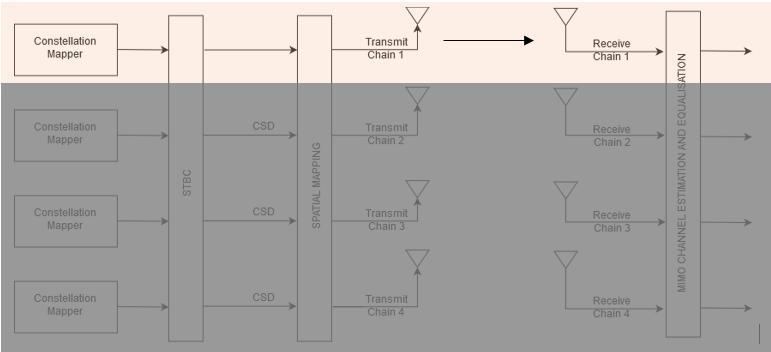 Constellation
Mapper
Transmit
Chain 1
Receive
Chain 1
Constellation
Mapper
CSD
Transmit
Chain 2
Receive
Chain 2
STBC
SPATIAL MAPPING
MIMO CHANNEL ESTIMATION AND EQUALISATION
Constellation
Mapper
CSD
Transmit
Chain 3
Receive
Chain 3
Constellation
Mapper
CSD
Transmit
Chain 4
Receive
Chain 4